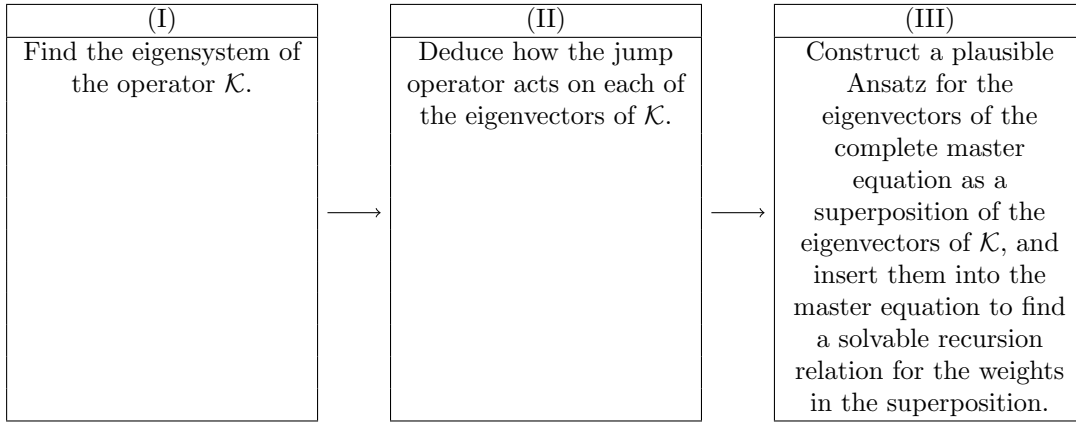 (I)
Find the eigensystem of
the operator 𝒦.
(II)
Deduce how the jump
operator acts on each of
the eigenvectors of 𝒦.
(III)
Construct a plausible
Ansatz for the
eigenvectors of the
complete master
equation as a
superposition of the
eigenvectors of 𝒦, and
insert them into the
master equation to find
a solvable recursion
relation for the weights
in the superposition.